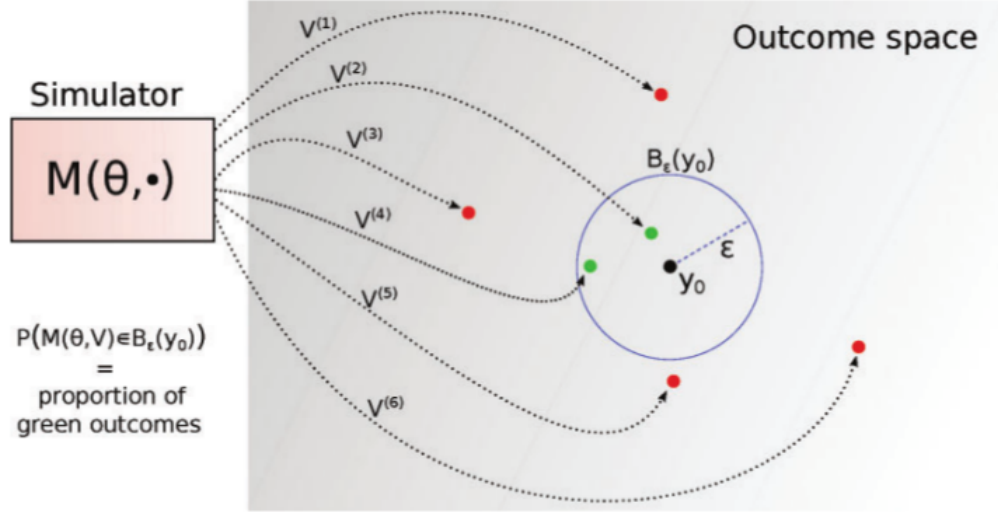 V⁽¹⁾
Outcome space
V⁽²⁾
Simulator
V⁽³⁾
M(θ,•)
Bε(y₀)
V⁽⁴⁾
ε
y₀
V⁽⁵⁾
P(M(θ,V)∈Bε(y₀))
=
proportion of
green outcomes
V⁽⁶⁾